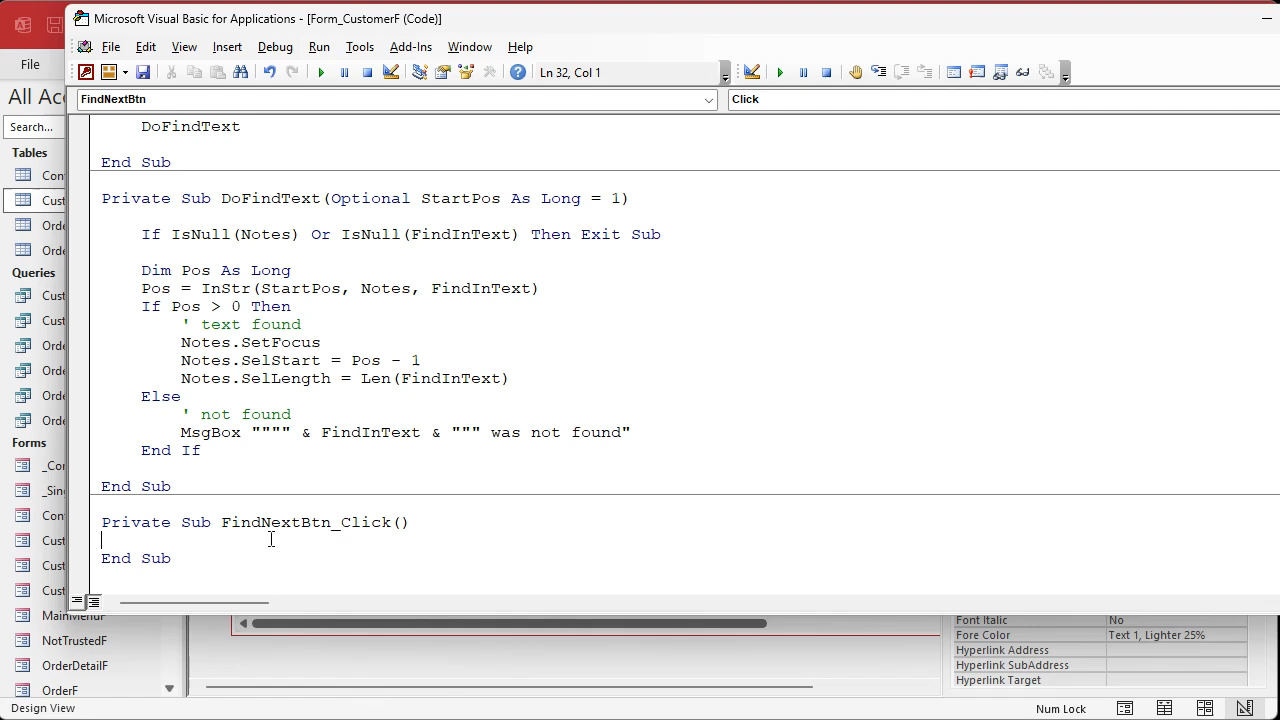 Microsoft Visual Basic for Applications - [Form_CustomerF (Code)]
File Edit View Insert Debug Run Tools Add-Ins Window Help
Ln 32, Col 1
FindNextBtn
Click
DoFindText
End Sub
Private Sub DoFindText(Optional StartPos As Long = 1)
If IsNull(Notes) Or IsNull(FindInText) Then Exit Sub
Dim Pos As Long
Pos = InStr(StartPos, Notes, FindInText)
If Pos > 0 Then
' text found
Notes.SetFocus
Notes.SelStart = Pos - 1
Notes.SelLength = Len(FindInText)
Else
' not found
MsgBox """" & FindInText & """ was not found"
End If
End Sub
Private Sub FindNextBtn_Click()
End Sub
File
All Acc
Search...
Tables
Con
Cust
Orde
Orde
Queries
Cust
Cust
Orde
Orde
Orde
Orde
Forms
_Con
_Sing
Cont
Cust
Cust
Cust
MainMenuF
NotTrustedF
OrderDetailF
OrderF
Font Italic No
Fore Color Text 1, Lighter 25%
Hyperlink Address
Hyperlink SubAddress
Hyperlink Target
Design View
Num Lock